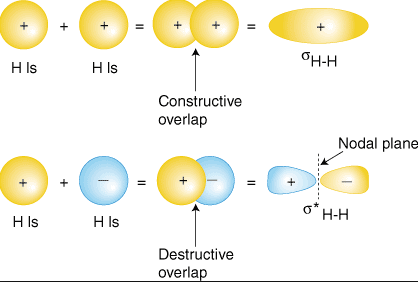 + + + = + + = +
H ls H ls σH-H
Constructive
overlap
Nodal plane
+ + − = + − = + −
H ls H ls σ* H-H
Destructive
overlap